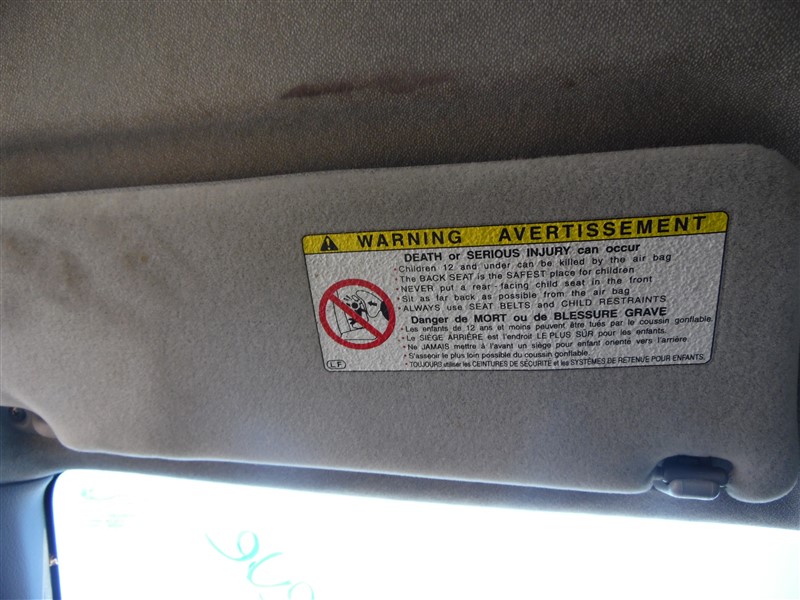 WARNING AVERTISSEMENT
DEATH or SERIOUS INJURY can occur
•Children 12 and under can be killed by the air bag
•The BACK SEAT is the SAFEST place for children
•NEVER put a rear-facing child seat in the front
•Sit as far back as possible from the air bag
•ALWAYS use SEAT BELTS and CHILD RESTRAINTS
Danger de MORT ou de BLESSURE GRAVE
•Les enfants de 12 ans et moins peuvent être tués par le coussin gonflable.
•Le SIÈGE ARRIÈRE est l'endroit LE PLUS SÛR pour les enfants.
•Ne JAMAIS mettre à l'avant un siège pour enfant orienté vers l'arrière
•S'asseoir le plus loin possible du coussin gonflable.
•TOUJOURS utiliser les CEINTURES DE SÉCURITÉ et les SYSTÈMES DE RETENUE POUR ENFANTS.
L.F